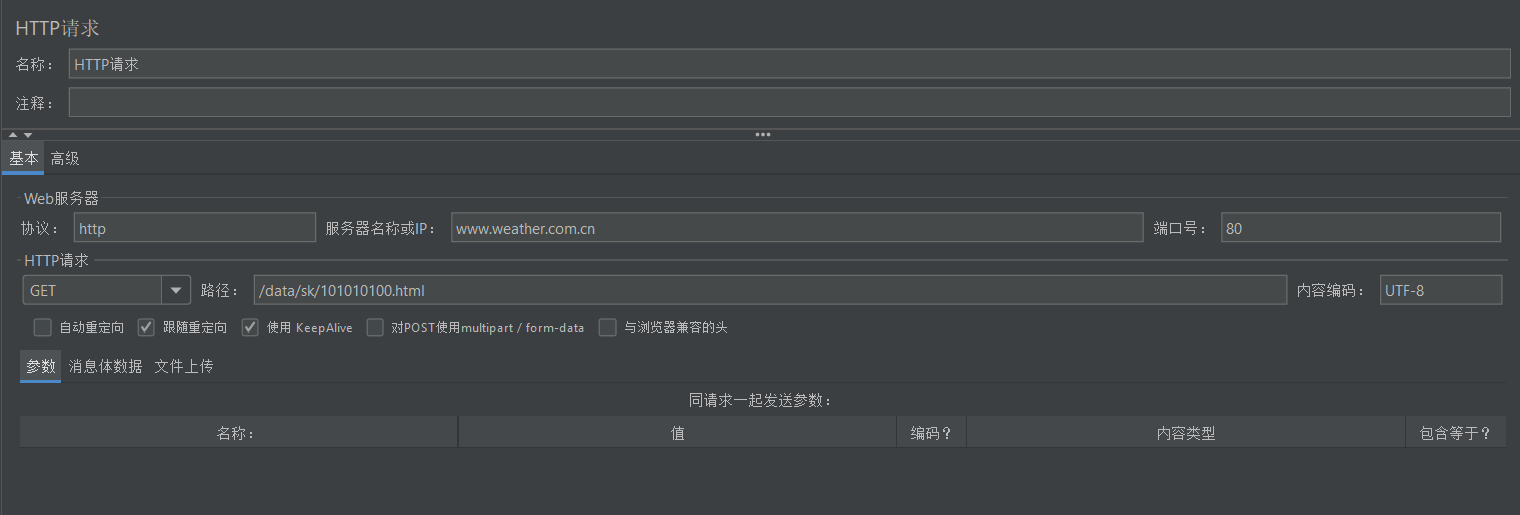 HTTP请求
名称： HTTP请求
注释：
基本 高级
Web服务器
协议： http 服务器名称或IP： www.weather.com.cn 端口号： 80
HTTP请求
GET 路径： /data/sk/101010100.html 内容编码： UTF-8
自动重定向 跟随重定向 使用 KeepAlive 对POST使用multipart / form-data 与浏览器兼容的头
参数 消息体数据 文件上传
同请求一起发送参数：
名称： 值 编码？ 内容类型 包含等于？